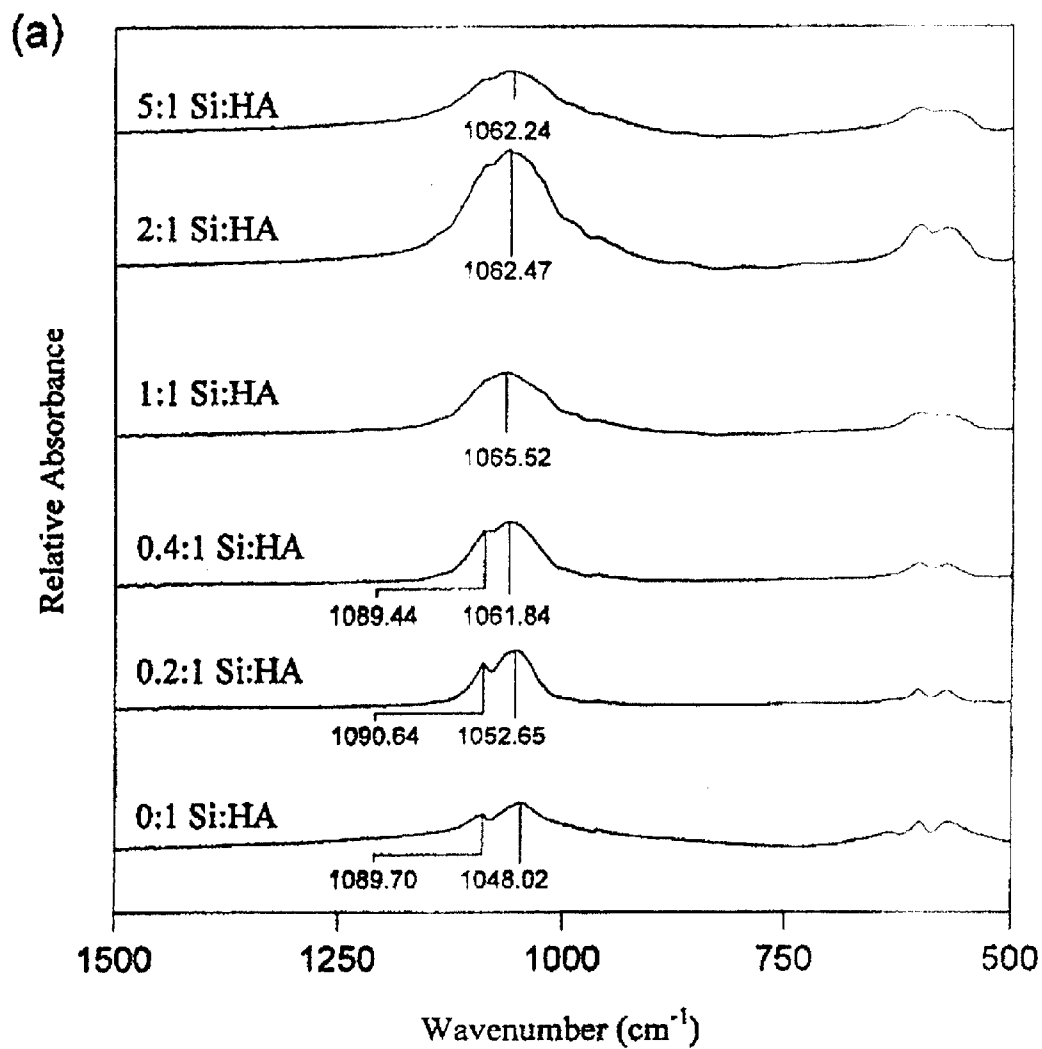 (a)
5:1 Si:HA
1062.24
2:1 Si:HA
1062.47
1:1 Si:HA
1065.52
0.4:1 Si:HA
1089.44 1061.84
0.2:1 Si:HA
1090.64 1052.65
0:1 Si:HA
1089.70 1048.02
Relative Absorbance
1500 1250 1000 750 500
Wavenumber (cm⁻¹)